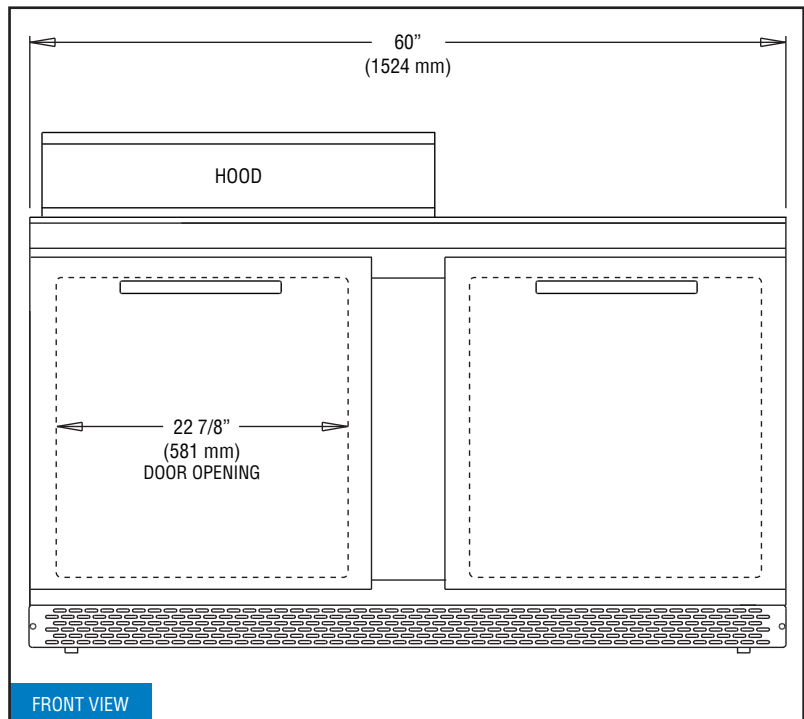 60”
(1524 mm)
HOOD
22 7/8”
(581 mm)
DOOR OPENING
FRONT VIEW